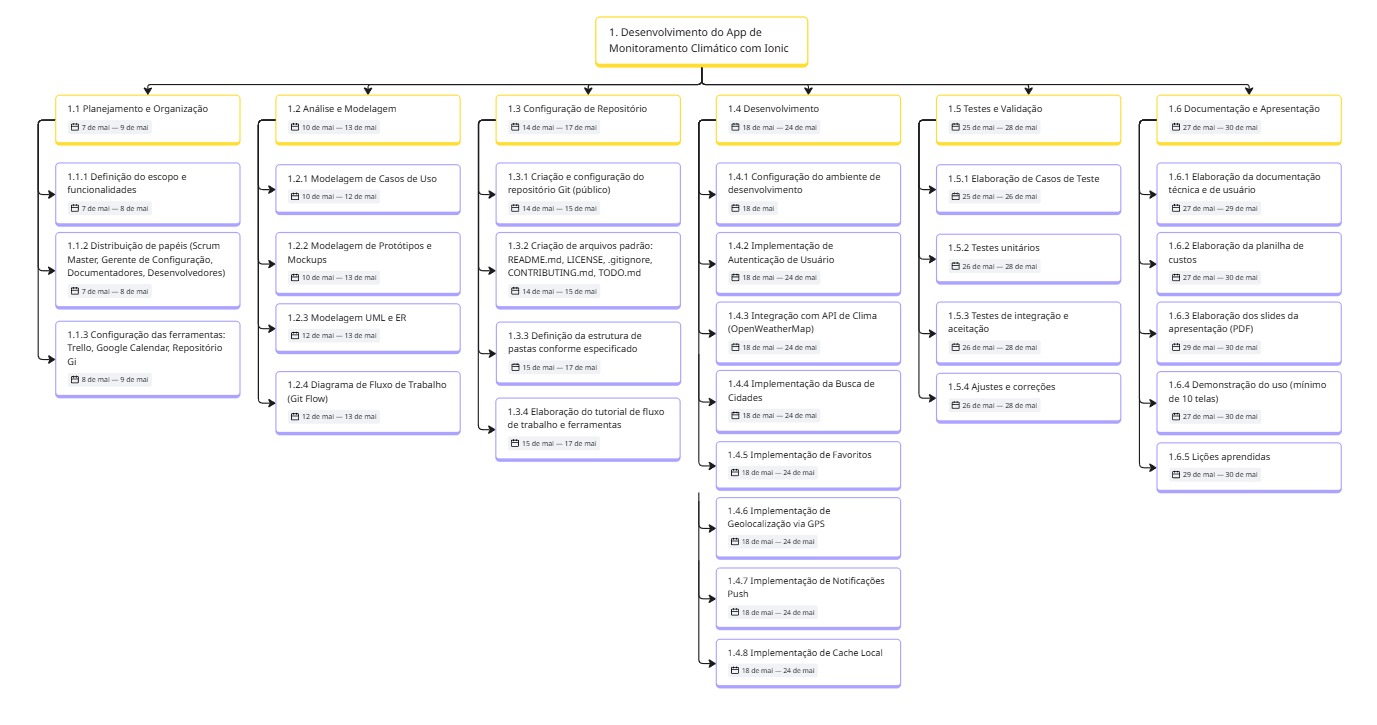 1. Desenvolvimento do App de
Monitoramento Climático com Ionic
1.1 Planejamento e Organização
7 de mai — 9 de mai
1.1.1 Definição do escopo e
funcionalidades
7 de mai — 8 de mai
1.1.2 Distribuição de papéis (Scrum
Master, Gerente de Configuração,
Documentadores, Desenvolvedores)
7 de mai — 8 de mai
1.1.3 Configuração das ferramentas:
Trello, Google Calendar, Repositório
Gi
8 de mai — 9 de mai
1.2 Análise e Modelagem
10 de mai — 13 de mai
1.2.1 Modelagem de Casos de Uso
10 de mai — 12 de mai
1.2.2 Modelagem de Protótipos e
Mockups
10 de mai — 13 de mai
1.2.3 Modelagem UML e ER
12 de mai — 13 de mai
1.2.4 Diagrama de Fluxo de Trabalho
(Git Flow)
12 de mai — 13 de mai
1.3 Configuração de Repositório
14 de mai — 17 de mai
1.3.1 Criação e configuração do
repositório Git (público)
14 de mai — 15 de mai
1.3.2 Criação de arquivos padrão:
README.md, LICENSE, .gitignore,
CONTRIBUTING.md, TODO.md
14 de mai — 15 de mai
1.3.3 Definição da estrutura de
pastas conforme especificado
15 de mai — 17 de mai
1.3.4 Elaboração do tutorial de fluxo
de trabalho e ferramentas
15 de mai — 17 de mai
1.4 Desenvolvimento
18 de mai — 24 de mai
1.4.1 Configuração do ambiente de
desenvolvimento
18 de mai
1.4.2 Implementação de
Autenticação de Usuário
18 de mai — 24 de mai
1.4.3 Integração com API de Clima
(OpenWeatherMap)
18 de mai — 24 de mai
1.4.4 Implementação da Busca de
Cidades
18 de mai — 24 de mai
1.4.5 Implementação de Favoritos
18 de mai — 24 de mai
1.4.6 Implementação de
Geolocalização via GPS
18 de mai — 24 de mai
1.4.7 Implementação de Notificações
Push
18 de mai — 24 de mai
1.4.8 Implementação de Cache Local
18 de mai — 24 de mai
1.5 Testes e Validação
25 de mai — 28 de mai
1.5.1 Elaboração de Casos de Teste
25 de mai — 26 de mai
1.5.2 Testes unitários
26 de mai — 28 de mai
1.5.3 Testes de integração e
aceitação
26 de mai — 28 de mai
1.5.4 Ajustes e correções
26 de mai — 28 de mai
1.6 Documentação e Apresentação
27 de mai — 30 de mai
1.6.1 Elaboração da documentação
técnica e de usuário
27 de mai — 29 de mai
1.6.2 Elaboração da planilha de
custos
27 de mai — 30 de mai
1.6.3 Elaboração dos slides da
apresentação (PDF)
29 de mai — 30 de mai
1.6.4 Demonstração do uso (mínimo
de 10 telas)
27 de mai — 30 de mai
1.6.5 Lições aprendidas
29 de mai — 30 de mai